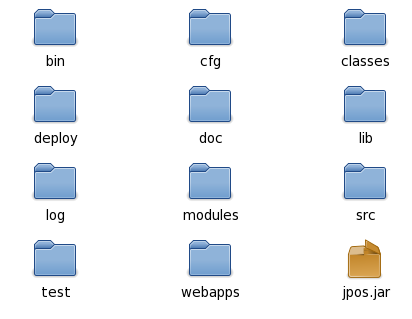 bin cfg classes
deploy doc lib
log modules src
test webapps jpos.jar